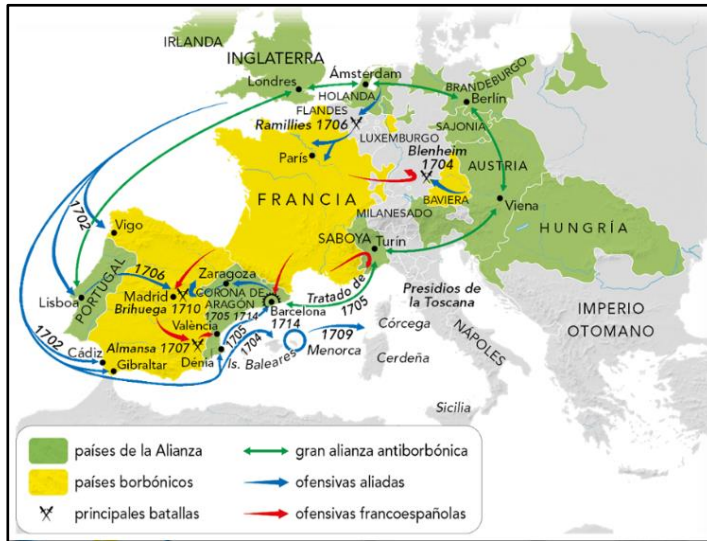 IRLANDA
INGLATERRA
Londres
Ámsterdam
HOLANDA
BRANDEBURGO
Berlín
FLANDES
Ramillies 1706
SAJONIA
LUXEMBURGO
Blenheim
1704
París
AUSTRIA
FRANCIA
BAVIERA
Viena
MILANESADO
HUNGRÍA
1702
Vigo
SABOYA
Turín
PORTUGAL
1706
Zaragoza
Lisboa
Madrid
CORONA DE
ARAGÓN
1705 1714
Brihuega 1710
Barcelona
1714
Tratado de
1705
Presidios de
la Toscana
IMPERIO
OTOMANO
València
1702
Almansa 1707
1705
1704
1709
Córcega
NÁPOLES
Cádiz
Dénia
Is. Baleares
Menorca
Gibraltar
Cerdeña
Sicilia
países de la Alianza
gran alianza antiborbónica
países borbónicos
ofensivas aliadas
principales batallas
ofensivas francoespañolas